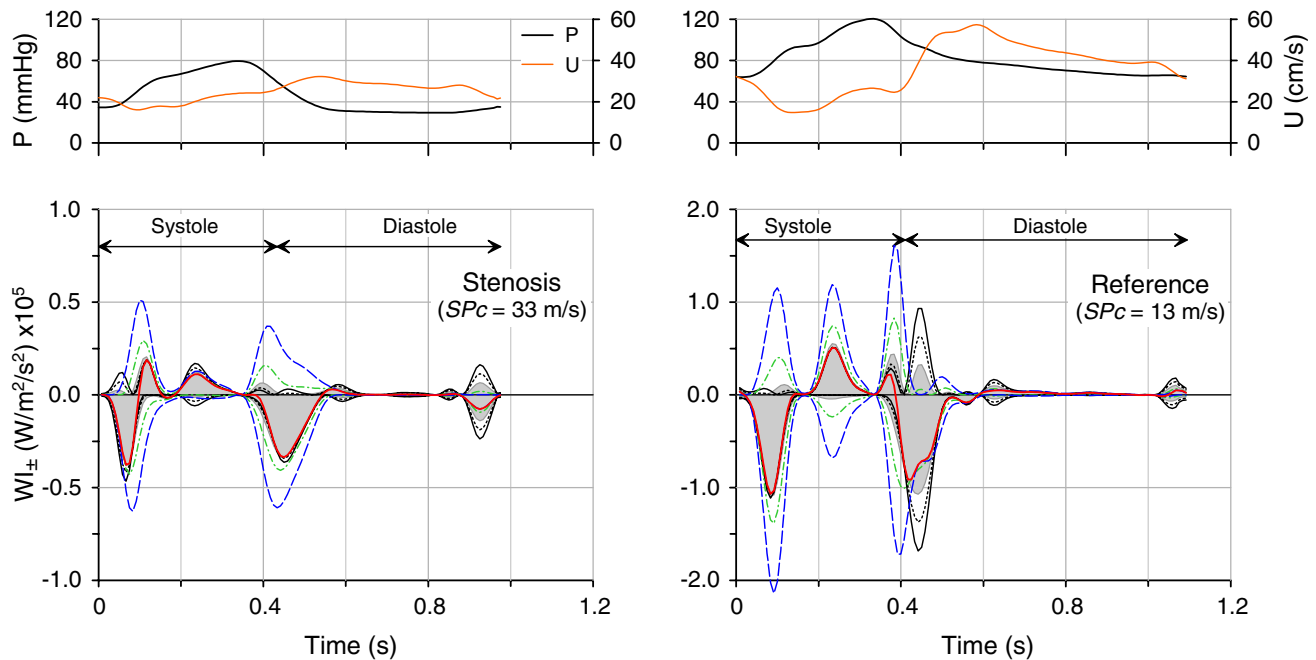 P (mmHg)
120
80
40
0
60
40
20
0
P
U
120
80
40
0
60
40
20
0
U (cm/s)
WI± (W/m²/s²) x10⁵
1.0
0.5
0.0
-0.5
-1.0
Systole
Diastole
Stenosis
(SPc = 33 m/s)
0
0.4
0.8
1.2
Time (s)
2.0
1.0
0.0
-1.0
-2.0
Systole
Diastole
Reference
(SPc = 13 m/s)
0
0.4
0.8
1.2
Time (s)